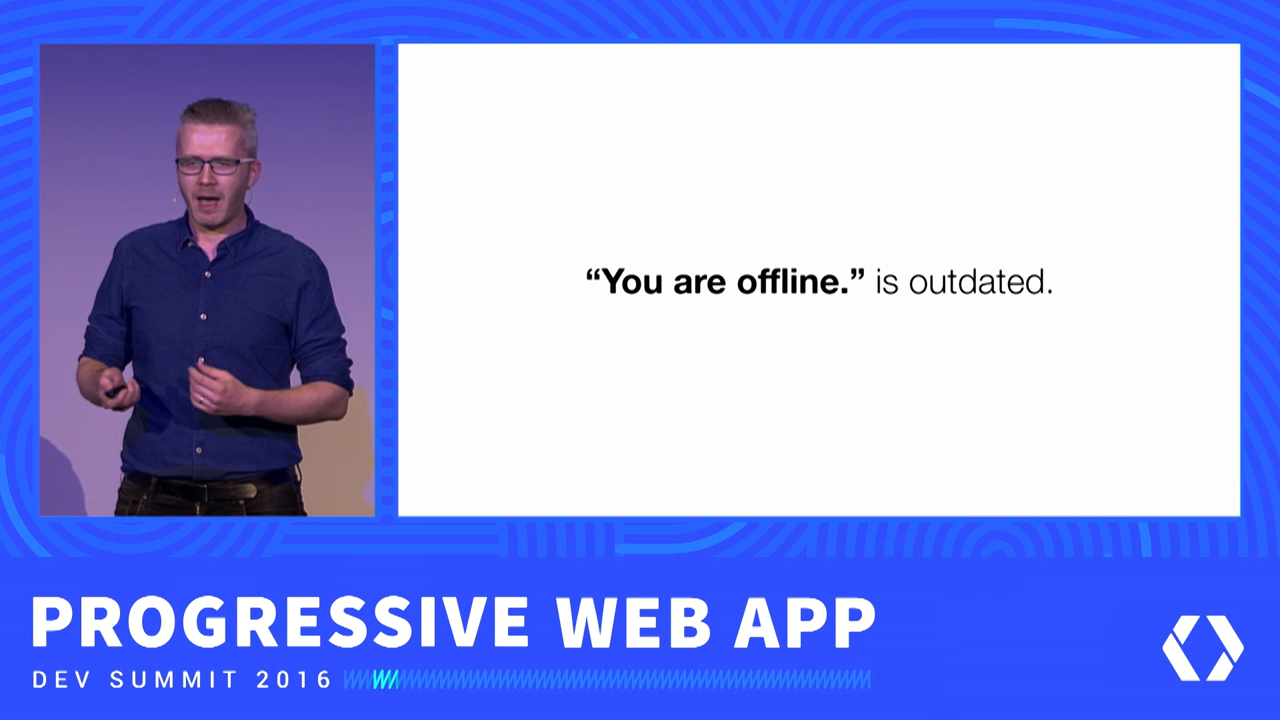 “You are offline.” is outdated.
PROGRESSIVE WEB APP
DEV SUMMIT 2016